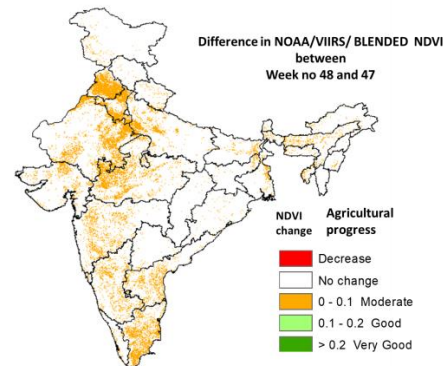 Difference in NOAA/VIIRS/ BLENDED NDVI
between
Week no 48 and 47
NDVI change
Agricultural progress
Decrease
No change
0 - 0.1 Moderate
0.1 - 0.2 Good
> 0.2 Very Good